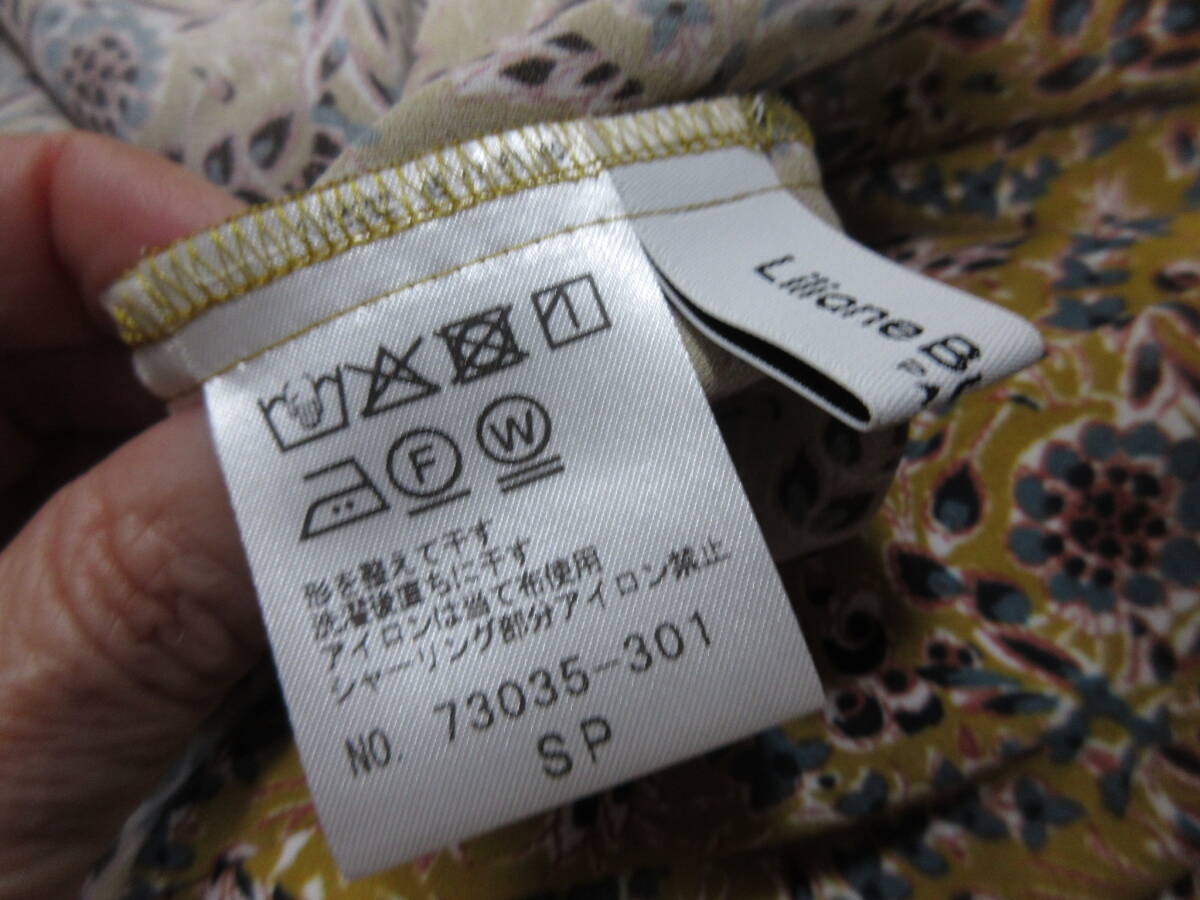 Liliane
F
W
形を整えて干す
洗濯後直ちに干す
アイロンは当て布使用
シャーリング部分アイロン禁止
NO. 73035-301
SP